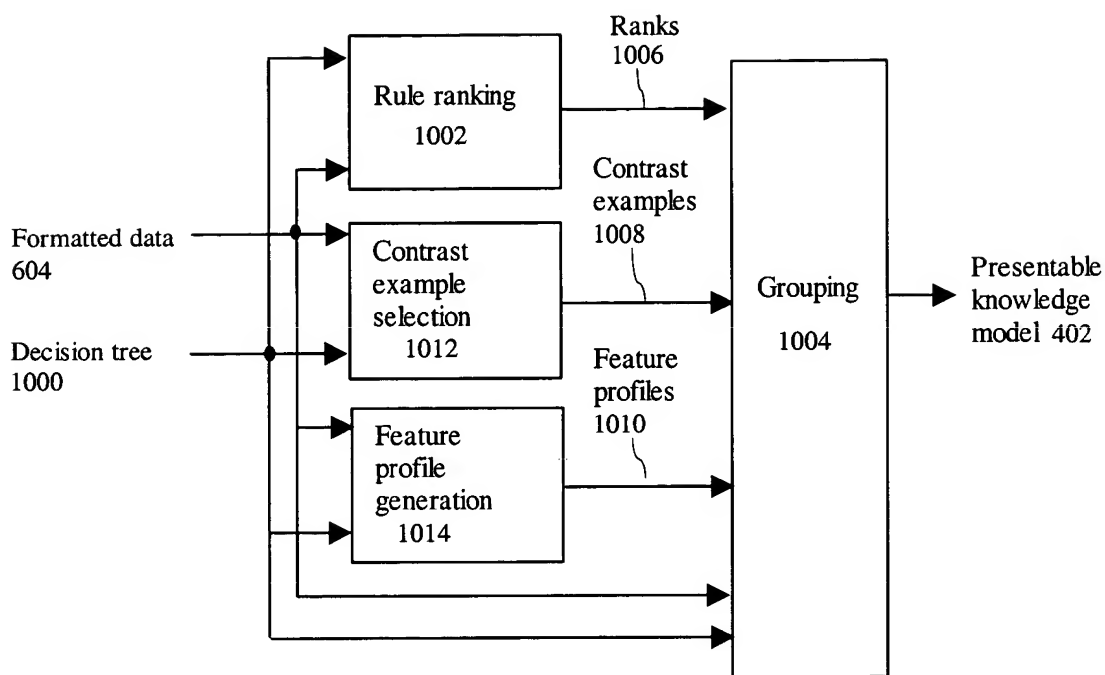 Ranks
1006
Rule ranking
1002
Contrast
examples
1008
Formatted data
604
Contrast
example
selection
1012
Grouping
1004
Presentable
knowledge
model 402
Decision tree
1000
Feature
profiles
1010
Feature
profile
generation
1014